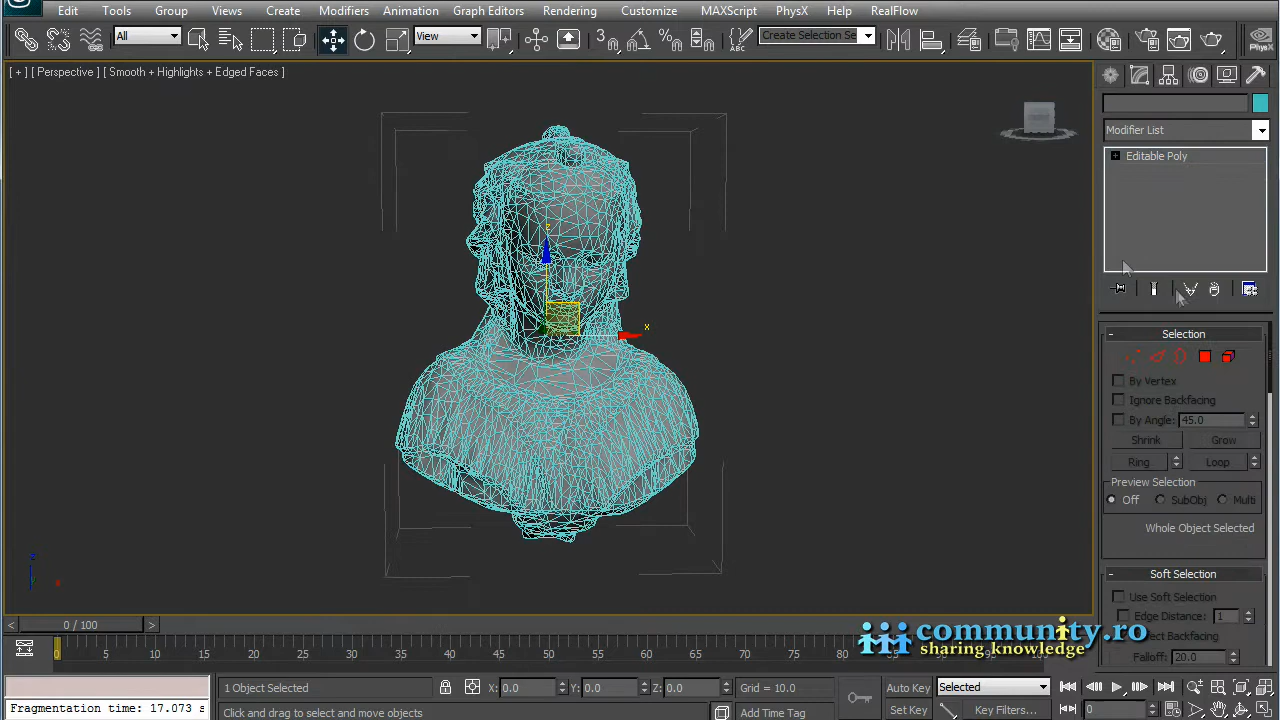 Edit Tools Group Views Create Modifiers Animation Graph Editors Rendering Customize MAXScript PhysX Help RealFlow
All View Create Selection Se PhysX
[ + ] [ Perspective ] [ Smooth + Highlights + Edged Faces ]
Modifier List
Editable Poly
z
x
Selection
By Vertex
Ignore Backfacing
By Angle: 45.0
Shrink Grow
Ring Loop
Preview Selection
Off SubObj Multi
Whole Object Selected
Soft Selection
Use Soft Selection
Edge Distance: 1
Backfacing
Falloff: 20.0
community.ro
sharing knowledge
0 / 100
0 5 10 15 20 25 30 35 40 45 50 55 60 65 70 75 80
1 Object Selected X: 0.0 Y: 0.0 Z: 0.0 Grid = 10.0 Auto Key Selected
Fragmentation time: 17.073 s Click and drag to select and move objects Add Time Tag Set Key Key Filters... 0